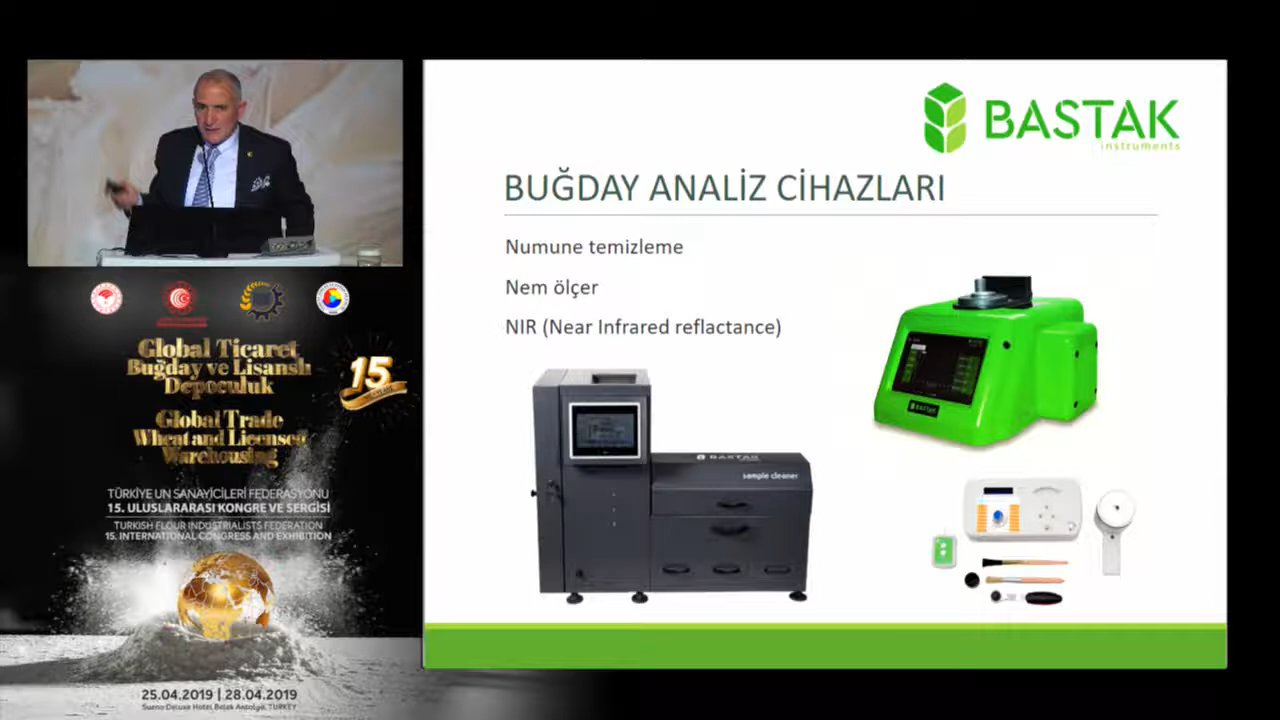 BASTAK
instruments
BUĞDAY ANALİZ CİHAZLARI
Numune temizleme
Nem ölçer
NIR (Near Infrared reflactance)
BASTAK
BASTAK
sample cleaner
Global Ticaret
Buğday ve Lisanslı
Depoculuk
15
Global Trade
Wheat and Licensed
Warehousing
TÜRKİYE UN SANAYİCİLERİ FEDERASYONU
15. ULUSLARARASI KONGRE VE SERGİSİ
TURKISH FLOUR INDUSTRIALISTS FEDERATION
15. INTERNATIONAL CONGRESS AND EXHIBITION
25.04.2019 | 28.04.2019
Sueno Deluxe Hotel Belek Antalya, TURKEY